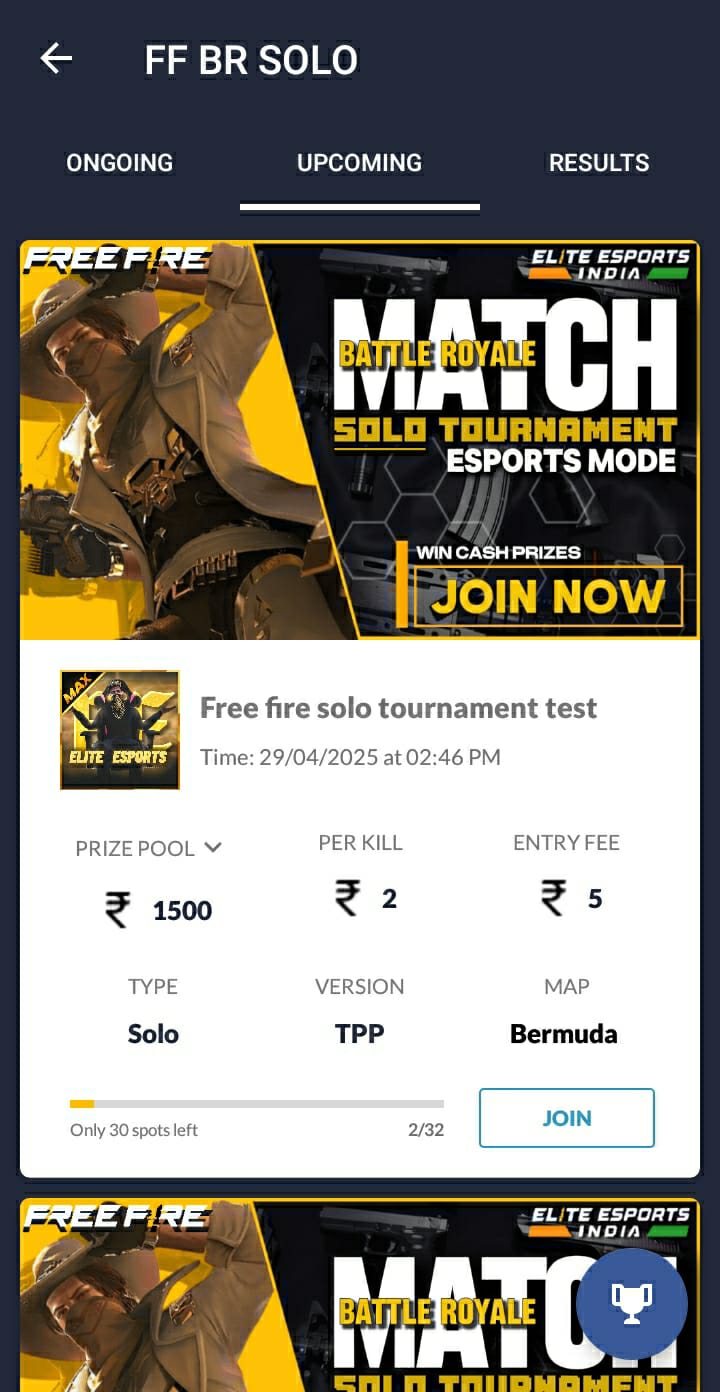 FF BR SOLO
ONGOING UPCOMING RESULTS
FREE FIRE
ELITE ESPORTS
INDIA
MATCH
BATTLE ROYALE
SOLO TOURNAMENT
ESPORTS MODE
WIN CASH PRIZES
JOIN NOW
MAX
ELITE ESPORTS
Free fire solo tournament test
Time: 29/04/2025 at 02:46 PM
PRIZE POOL PER KILL ENTRY FEE
₹ 1500 ₹ 2 ₹ 5
TYPE VERSION MAP
Solo TPP Bermuda
Only 30 spots left 2/32 JOIN
FREE FIRE
ELITE ESPORTS
INDIA
MATC
BATTLE ROYALE
SOLO TOURNAMENT